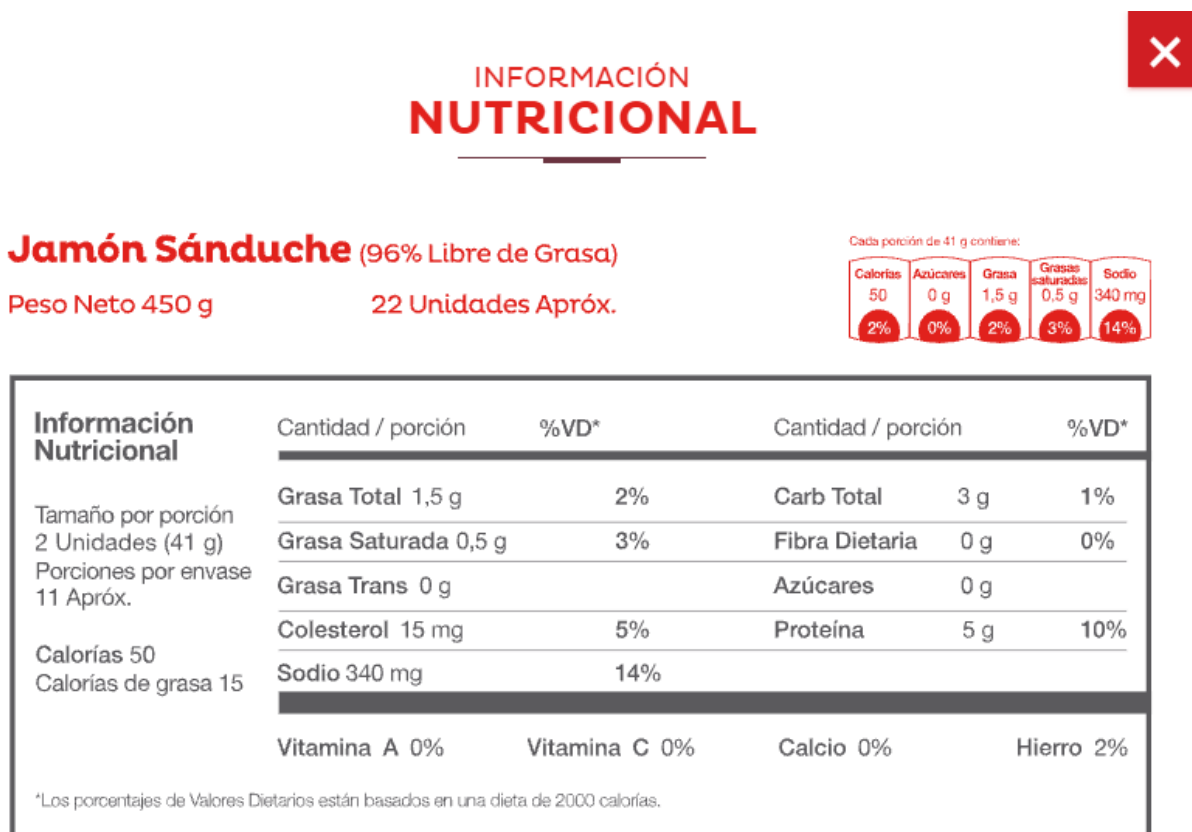 INFORMACIÓN
NUTRICIONAL
Jamón Sánduche (96% Libre de Grasa)
Peso Neto 450 g 22 Unidades Apróx.
Cada porción de 41 g contiene:
Calorías Azúcares Grasa Grasas saturadas Sodio
50 0 g 1,5 g 0,5 g 340 mg
2% 0% 2% 3% 14%
Información
Nutricional
Tamaño por porción
2 Unidades (41 g)
Porciones por envase
11 Apróx.
Calorías 50
Calorías de grasa 15
Cantidad / porción %VD* Cantidad / porción %VD*
Grasa Total 1,5 g 2% Carb Total 3 g 1%
Grasa Saturada 0,5 g 3% Fibra Dietaria 0 g 0%
Grasa Trans 0 g Azúcares 0 g
Colesterol 15 mg 5% Proteína 5 g 10%
Sodio 340 mg 14%
Vitamina A 0% Vitamina C 0% Calcio 0% Hierro 2%
*Los porcentajes de Valores Dietarios están basados en una dieta de 2000 calorías.